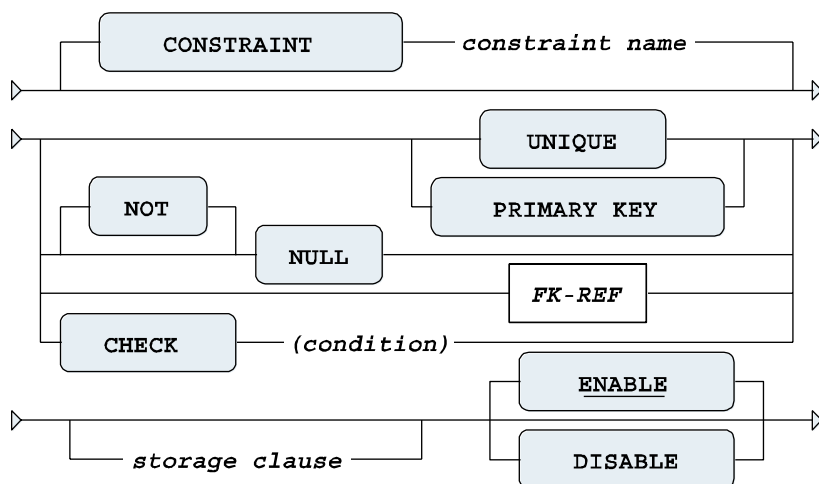 CONSTRAINT constraint name
UNIQUE
PRIMARY KEY
NOT
NULL
FK-REF
CHECK (condition)
ENABLE
storage clause
DISABLE